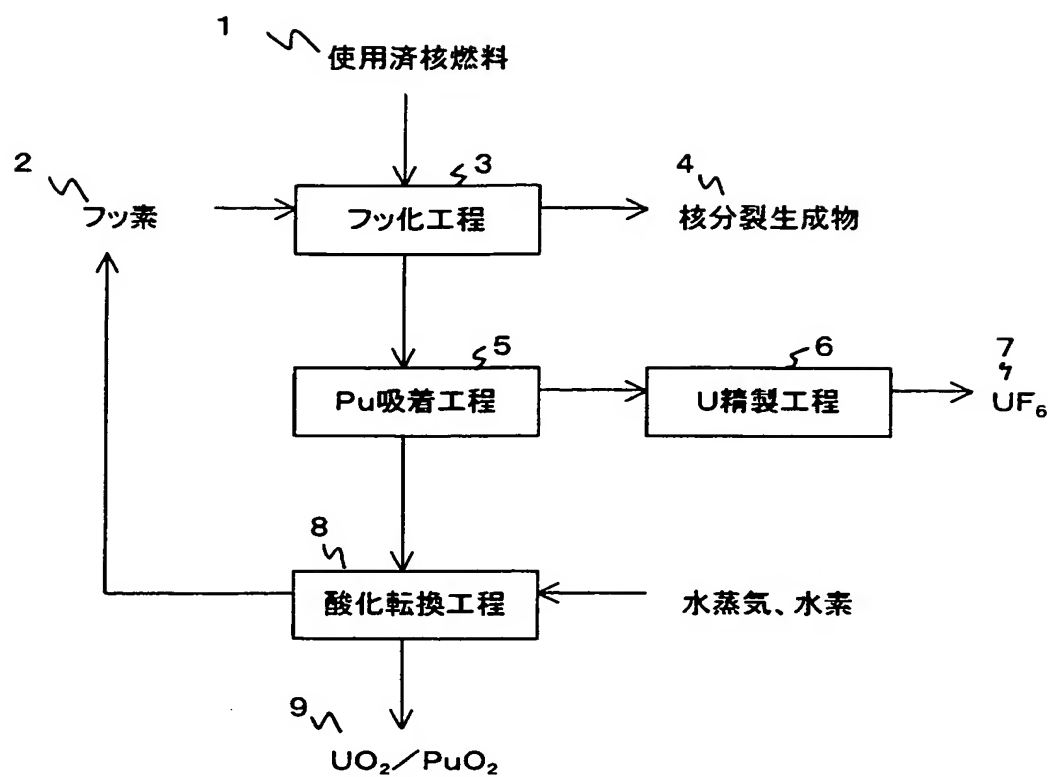 1
使用済核燃料
2
フッ素
3
フッ化工程
4
核分裂生成物
5
Pu吸着工程
6
U精製工程
7
UF₆
8
酸化転換工程
水蒸気、水素
9
UO₂／PuO₂